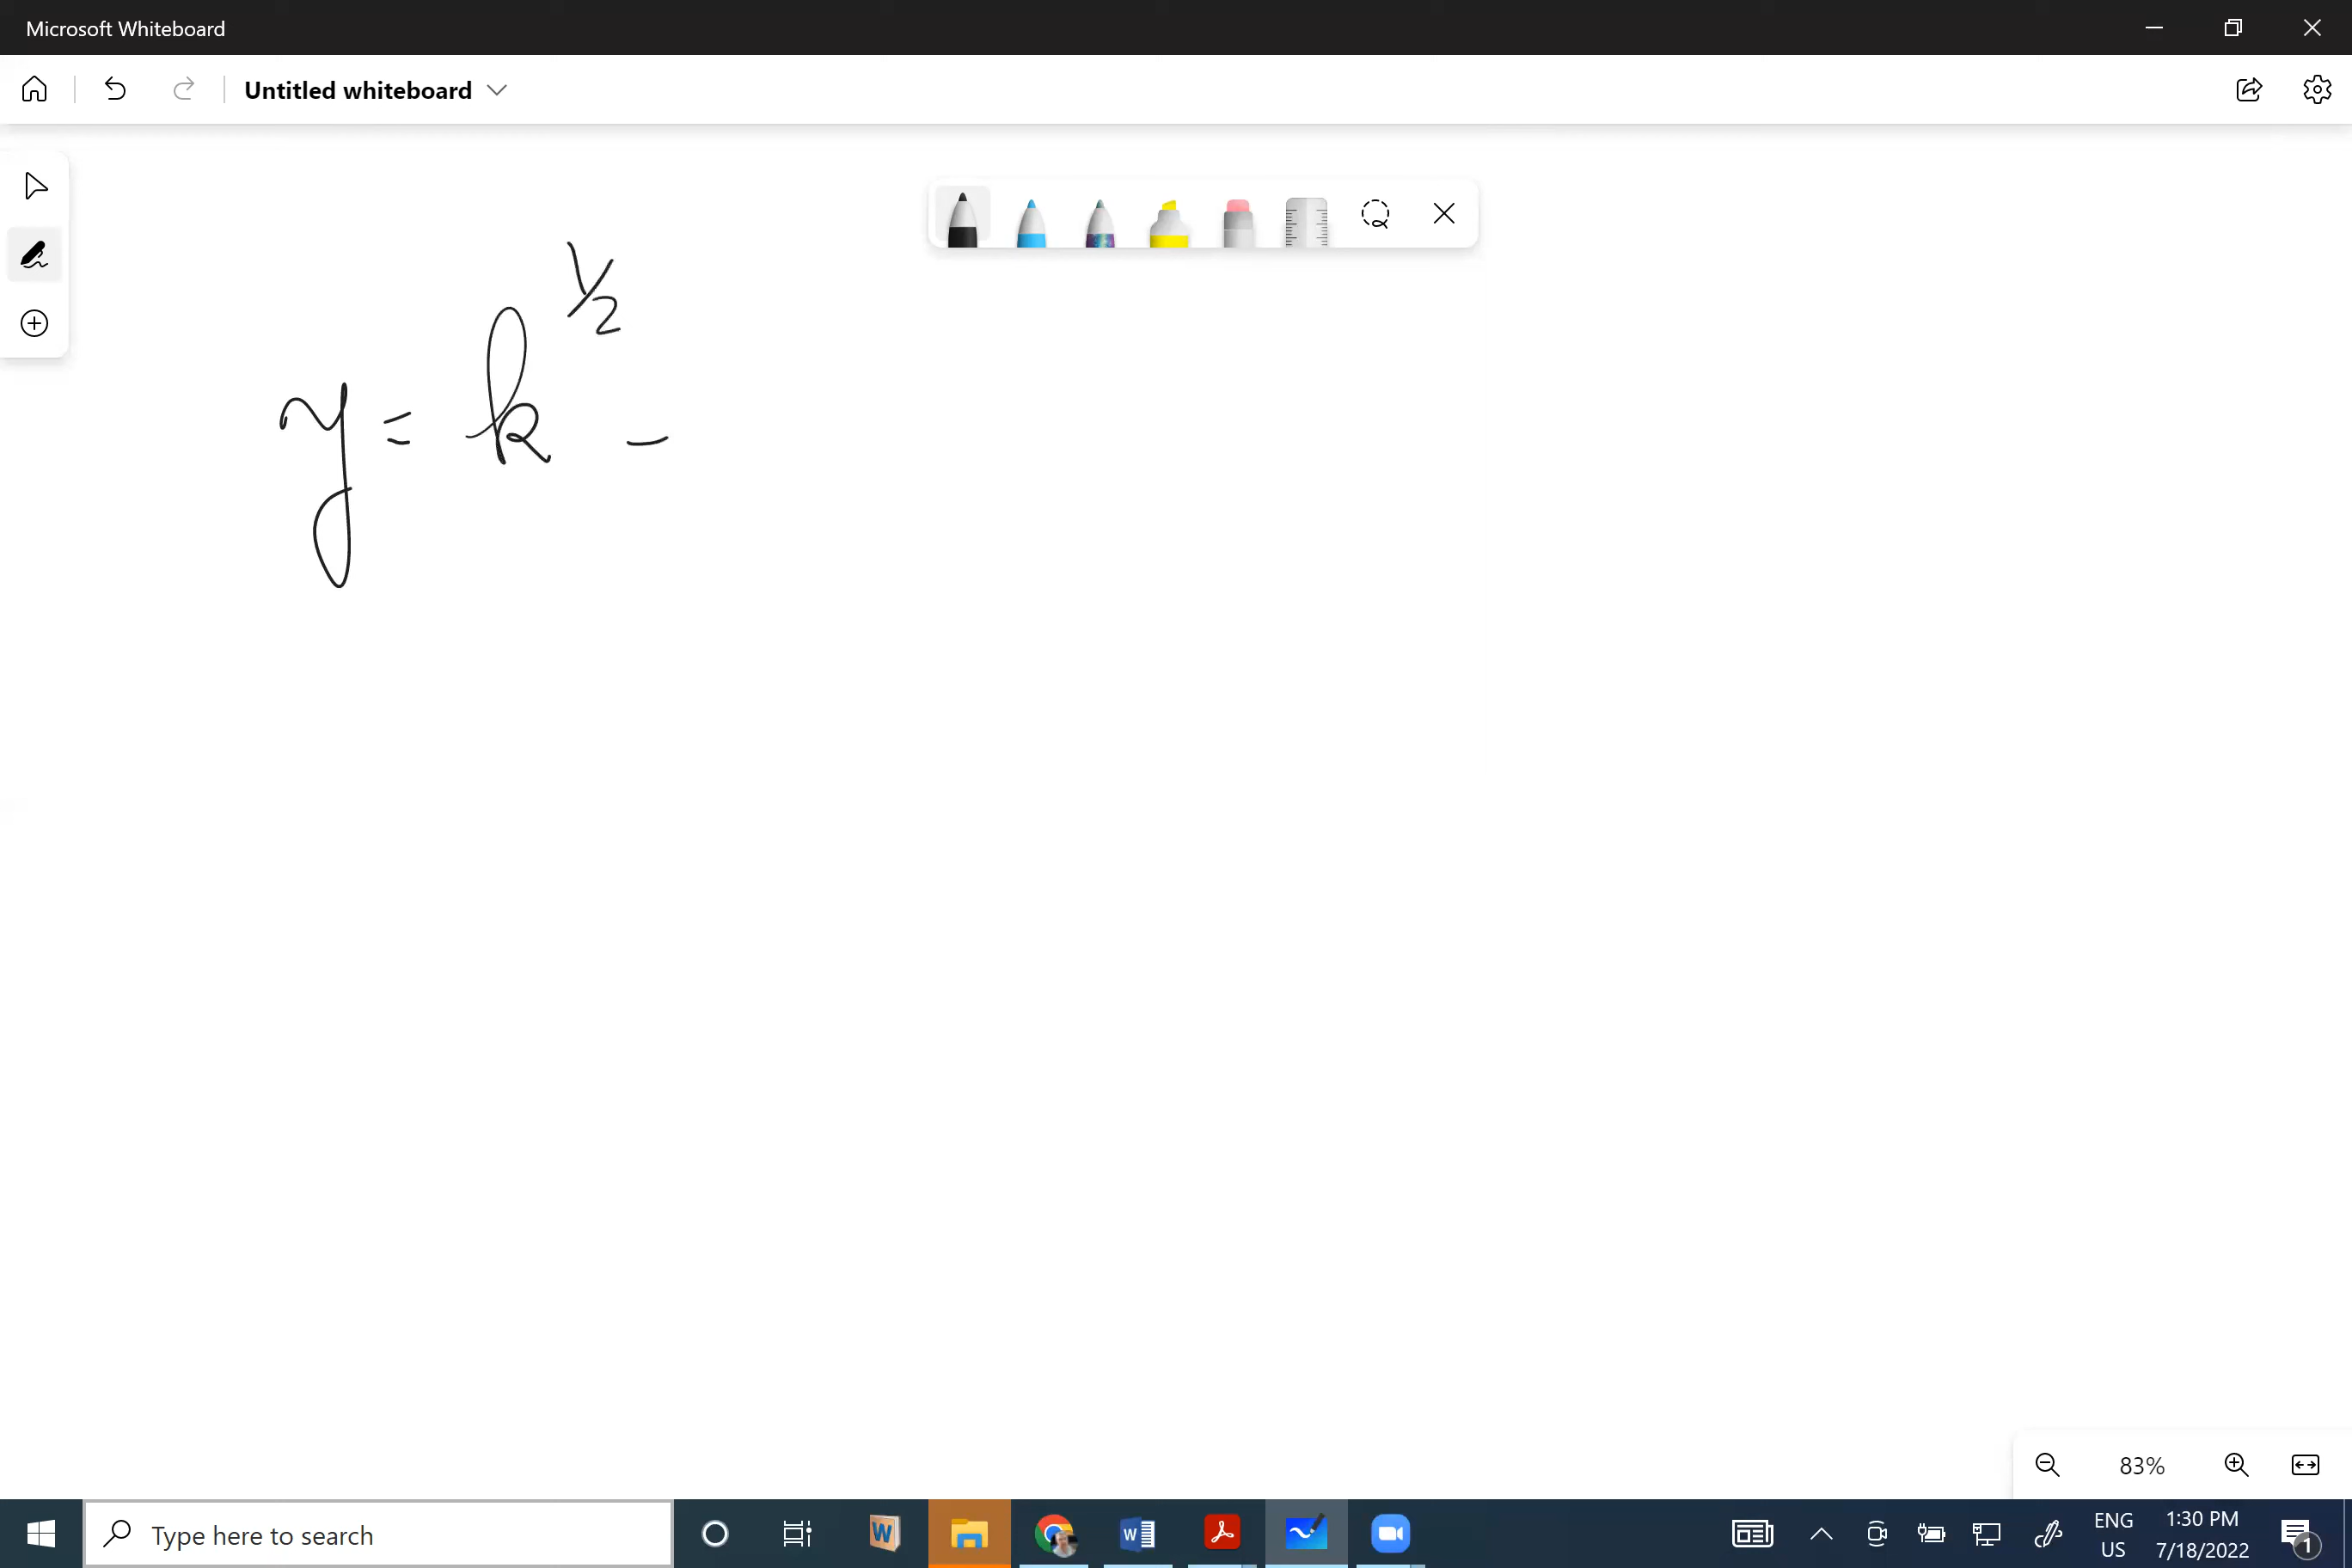 Microsoft Whiteboard
Untitled whiteboard
y = k^{1/2} –
83%
Type here to search
W
W
ENG
US
1:30 PM
7/18/2022
1